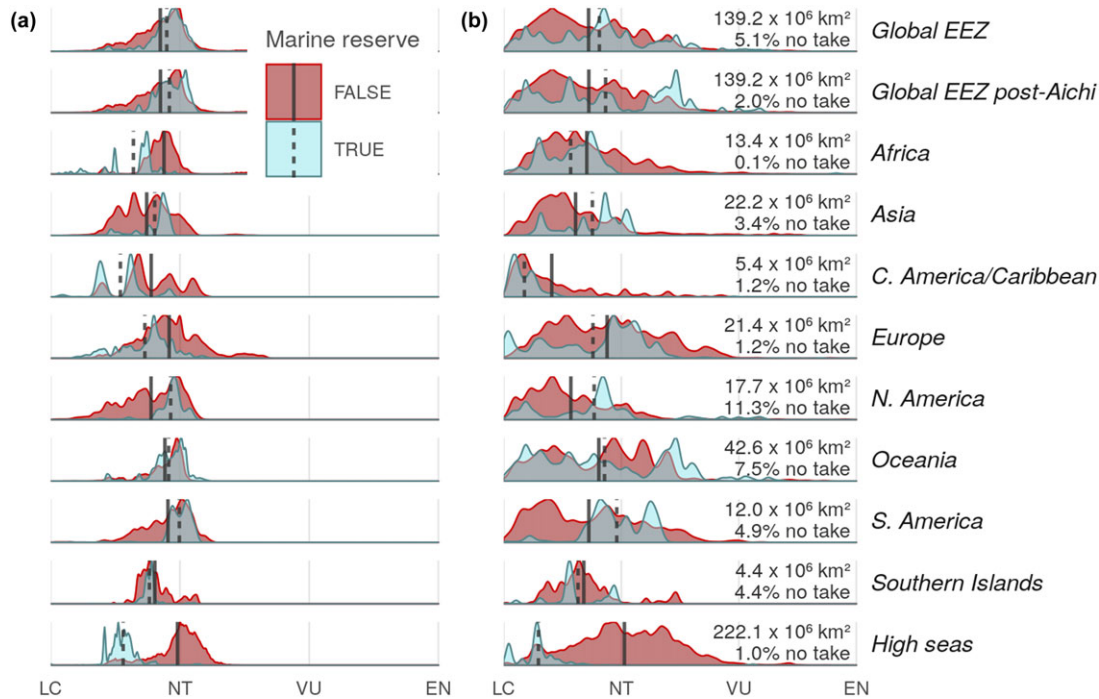 (a)
(b)
Marine reserve
FALSE
TRUE
139.2 x 10⁶ km²
5.1% no take
Global EEZ
139.2 x 10⁶ km²
2.0% no take
Global EEZ post-Aichi
13.4 x 10⁶ km²
0.1% no take
Africa
22.2 x 10⁶ km²
3.4% no take
Asia
5.4 x 10⁶ km²
1.2% no take
C. America/Caribbean
21.4 x 10⁶ km²
1.2% no take
Europe
17.7 x 10⁶ km²
11.3% no take
N. America
42.6 x 10⁶ km²
7.5% no take
Oceania
12.0 x 10⁶ km²
4.9% no take
S. America
4.4 x 10⁶ km²
4.4% no take
Southern Islands
222.1 x 10⁶ km²
1.0% no take
High seas
LC NT VU EN
LC NT VU EN